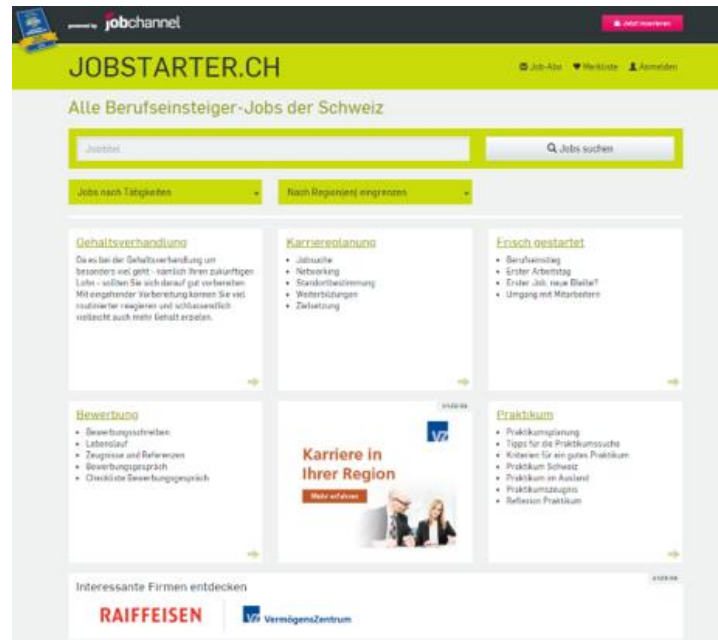 powered by jobchannel
Jetzt inserieren
JOBSTARTER.CH
Job-Abo Merkliste Anmelden
Alle Berufseinsteiger-Jobs der Schweiz
Jobtitel
Jobs suchen
Jobs nach Tätigkeiten
Nach Region(en) eingrenzen
Gehaltsverhandlung
Da es bei der Gehaltsverhandlung um
besonders viel geht - nämlich Ihren zukünftigen
Lohn - sollten Sie sich darauf gut vorbereiten.
Mit eingehender Vorbereitung können Sie viel
routinierter reagieren und schlussendlich
vielleicht auch mehr Gehalt erzielen.
Karriereplanung
Jobsuche
Networking
Standortbestimmung
Weiterbildungen
Zielsetzung
Frisch gestartet
Berufseinstieg
Erster Arbeitstag
Erster Job, neue Bleibe?
Umgang mit Mitarbeitern
Bewerbung
Bewerbungsschreiben
Lebenslauf
Zeugnisse und Referenzen
Bewerbungsgespräch
Checkliste Bewerbungsgespräch
ANZEIGE
VZ
Karriere in
Ihrer Region
Mehr erfahren
Praktikum
Praktikumsplanung
Tipps für die Praktikumssuche
Kriterien für ein gutes Praktikum
Praktikum Schweiz
Praktikum im Ausland
Praktikumszeugnis
Reflexion Praktikum
ANZEIGE
Interessante Firmen entdecken
RAIFFEISEN
VZ VermögensZentrum